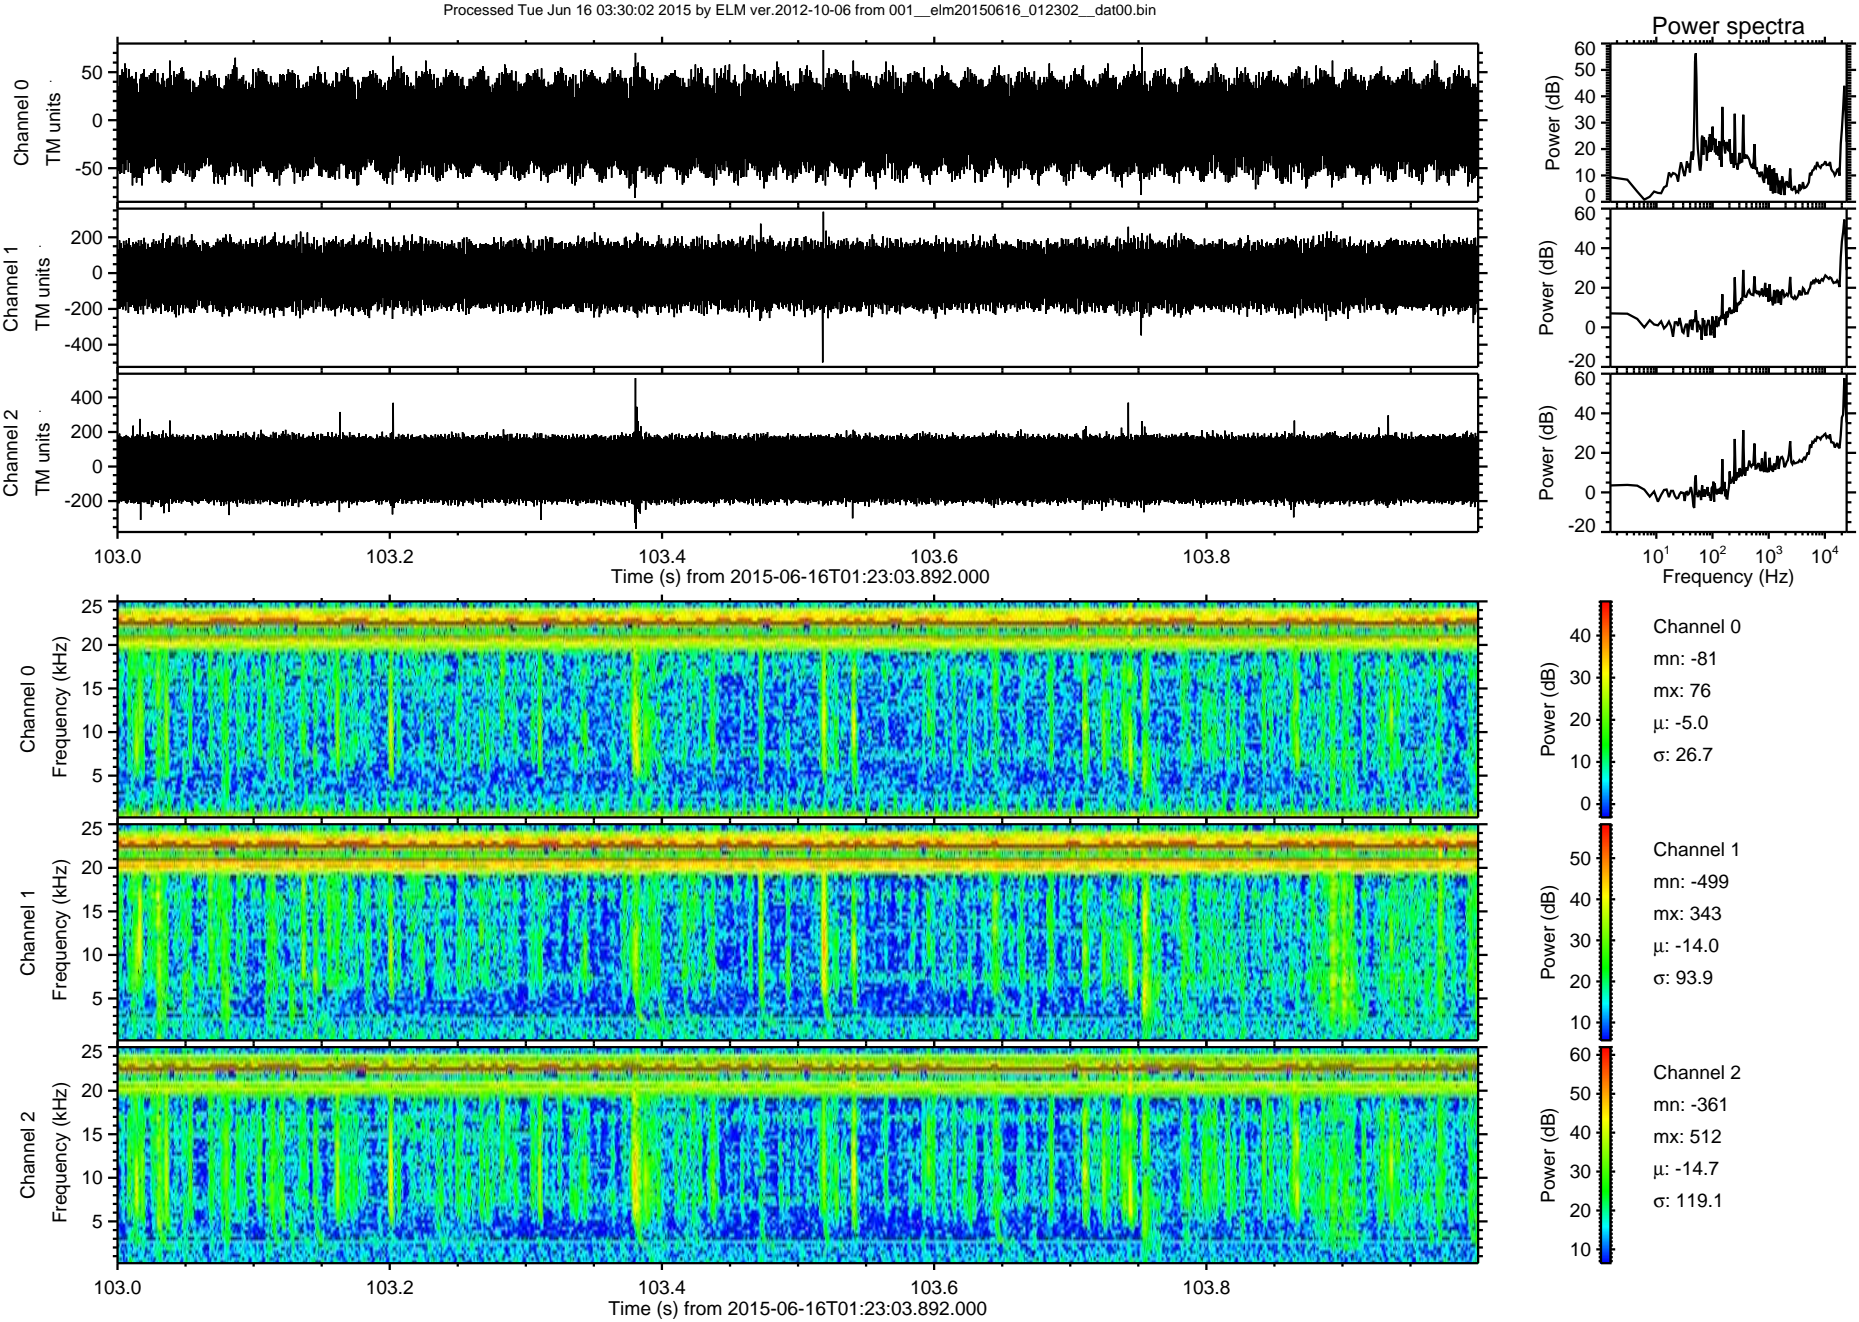 Processed Tue Jun 16 03:30:02 2015 by ELM ver.2012-10-06 from 001__elm20150616_012302__dat00.bin
Power spectra
Channel 0
TM units
50
0
-50
Power (dB)
60
50
40
30
20
10
0
Channel 1
TM units
200
0
-200
-400
Power (dB)
60
40
20
0
-20
Channel 2
TM units
400
200
0
-200
Power (dB)
60
40
20
0
-20
103.0 103.2 103.4 103.6 103.8
Time (s) from 2015-06-16T01:23:03.892.000
10¹ 10² 10³ 10⁴
Frequency (Hz)
Channel 0
Frequency (kHz)
25
20
15
10
5
Power (dB)
40
30
20
10
0
Channel 0
mn: -81
mx: 76
μ: -5.0
σ: 26.7
Channel 1
Frequency (kHz)
25
20
15
10
5
Power (dB)
50
40
30
20
10
Channel 1
mn: -499
mx: 343
μ: -14.0
σ: 93.9
Channel 2
Frequency (kHz)
25
20
15
10
5
Power (dB)
60
50
40
30
20
10
Channel 2
mn: -361
mx: 512
μ: -14.7
σ: 119.1
103.0 103.2 103.4 103.6 103.8
Time (s) from 2015-06-16T01:23:03.892.000